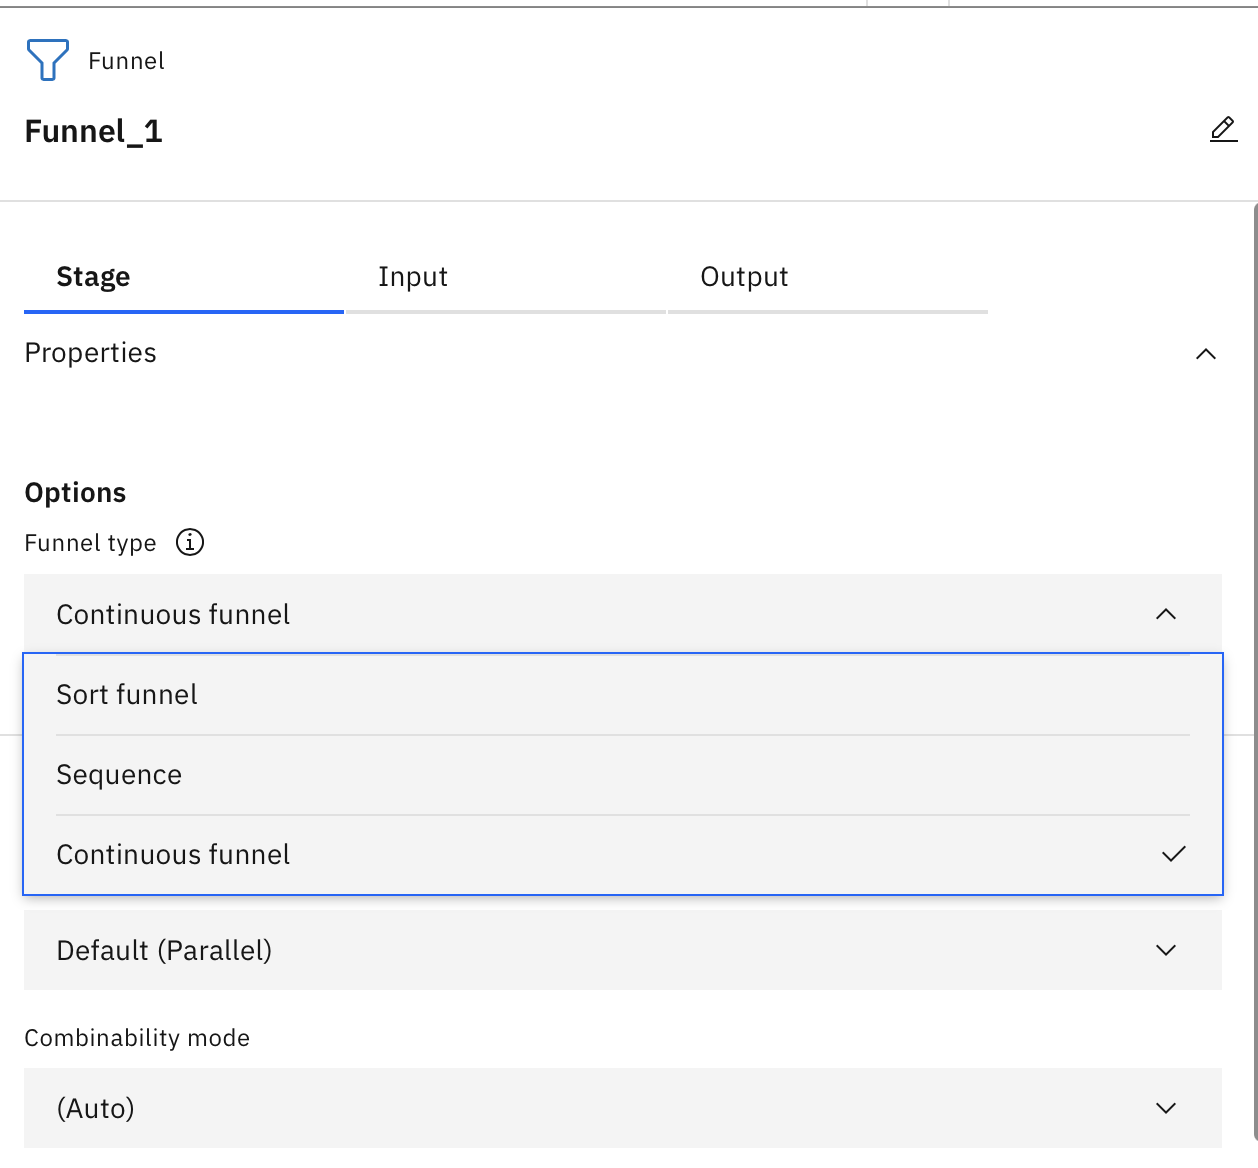 Funnel
Funnel_1
Stage
Input
Output
Properties
Options
Funnel type
Continuous funnel
Sort funnel
Sequence
Continuous funnel
Default (Parallel)
Combinability mode
(Auto)